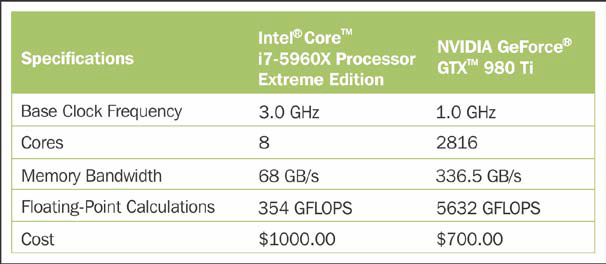 Specifications
Intel® Core™
i7-5960X Processor
Extreme Edition
NVIDIA GeForce®
GTX™ 980 Ti
Base Clock Frequency 3.0 GHz 1.0 GHz
Cores 8 2816
Memory Bandwidth 68 GB/s 336.5 GB/s
Floating-Point Calculations 354 GFLOPS 5632 GFLOPS
Cost $1000.00 $700.00